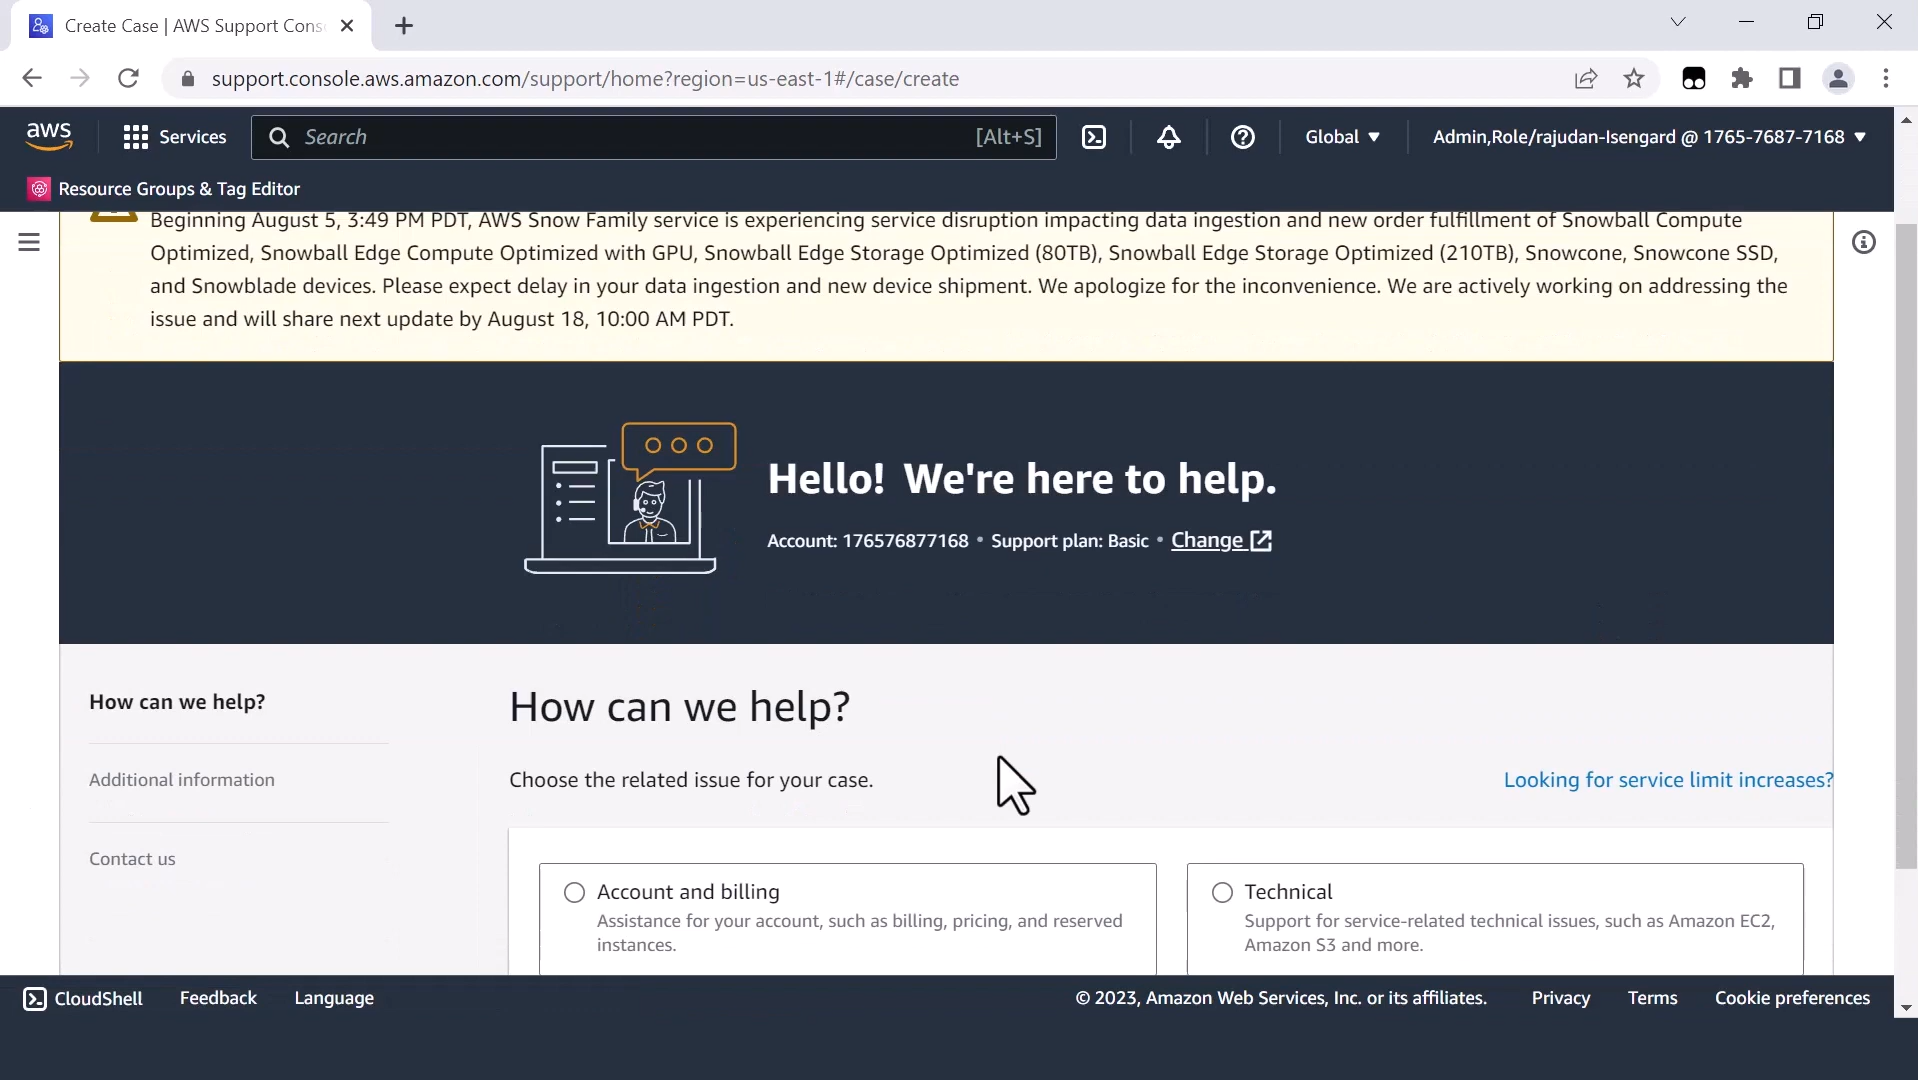 Create Case | AWS Support Cons
support.console.aws.amazon.com/support/home?region=us-east-1#/case/create
aws
Services
Search
[Alt+S]
Global
Admin,Role/rajudan-Isengard @ 1765-7687-7168
Resource Groups & Tag Editor
Beginning August 5, 3:49 PM PDT, AWS Snow Family service is experiencing service disruption impacting data ingestion and new order fulfillment of Snowball Compute
Optimized, Snowball Edge Compute Optimized with GPU, Snowball Edge Storage Optimized (80TB), Snowball Edge Storage Optimized (210TB), Snowcone, Snowcone SSD,
and Snowblade devices. Please expect delay in your data ingestion and new device shipment. We apologize for the inconvenience. We are actively working on addressing the
issue and will share next update by August 18, 10:00 AM PDT.
Hello! We're here to help.
Account: 176576877168 • Support plan: Basic • Change
How can we help?
Additional information
Contact us
How can we help?
Choose the related issue for your case.
Looking for service limit increases?
Account and billing
Assistance for your account, such as billing, pricing, and reserved
instances.
Technical
Support for service-related technical issues, such as Amazon EC2,
Amazon S3 and more.
CloudShell
Feedback
Language
© 2023, Amazon Web Services, Inc. or its affiliates.
Privacy
Terms
Cookie preferences